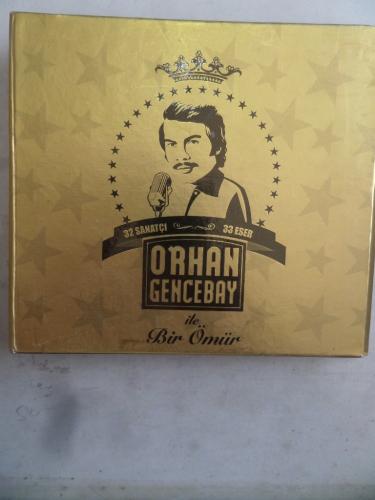 32 SANATÇI 33 ESER
ORHAN
GENCEBAY
ile
Bir Ömür